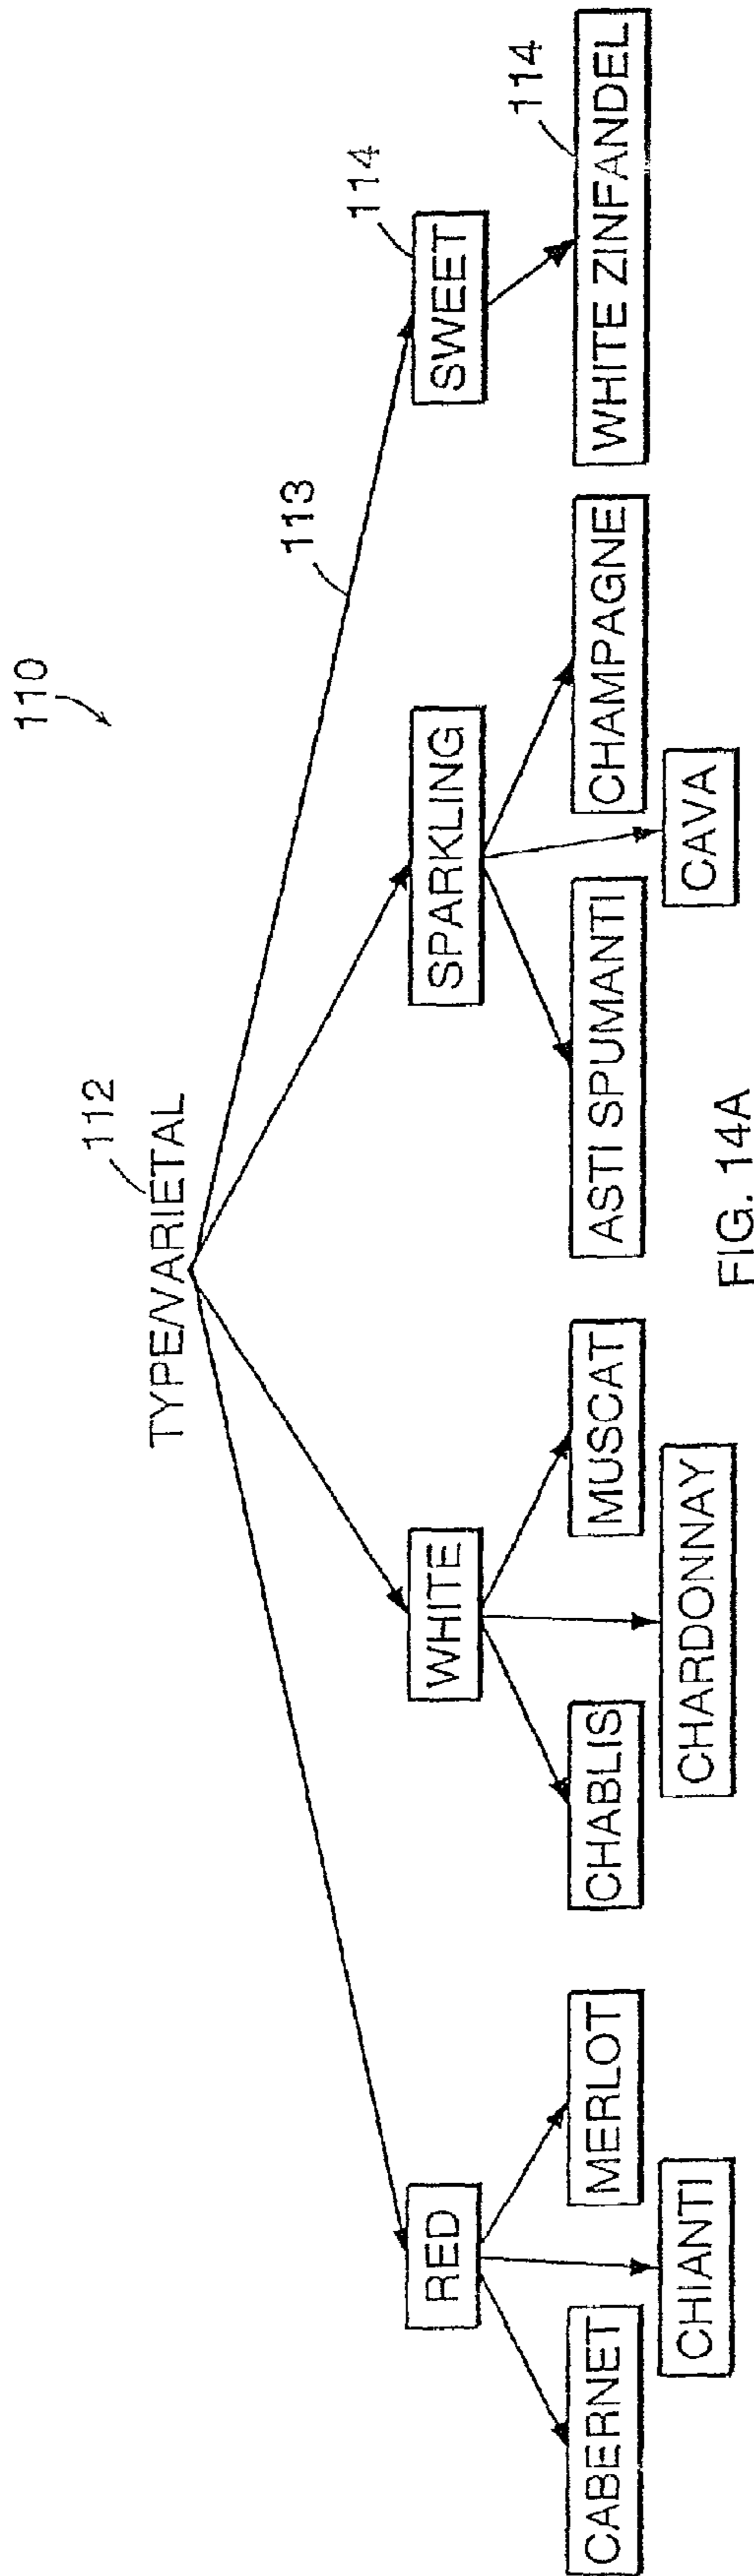 110
TYPE/VARIETAL
112
113
RED
WHITE
SPARKLING
SWEET
114
CABERNET
MERLOT
CHABLIS
MUSCAT
ASTI SPUMANTI
CHAMPAGNE
WHITE ZINFANDEL
114
CHIANTI
CHARDONNAY
CAVA
FIG. 14A